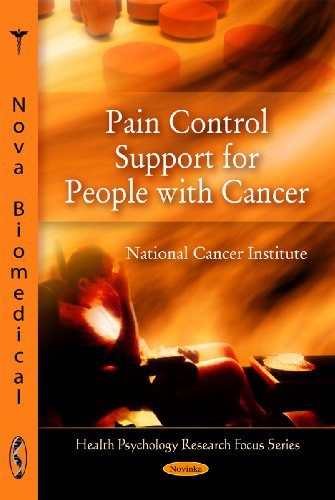 Nova Biomedical
Pain Control
Support for
People with Cancer
National Cancer Institute
Health Psychology Research Focus Series
Novinka